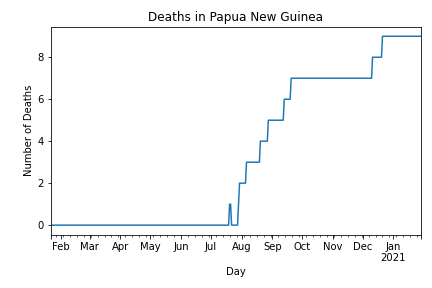 Deaths in Papua New Guinea
Number of Deaths
8
6
4
2
0
Feb Mar Apr May Jun Jul Aug Sep Oct Nov Dec Jan
2021
Day